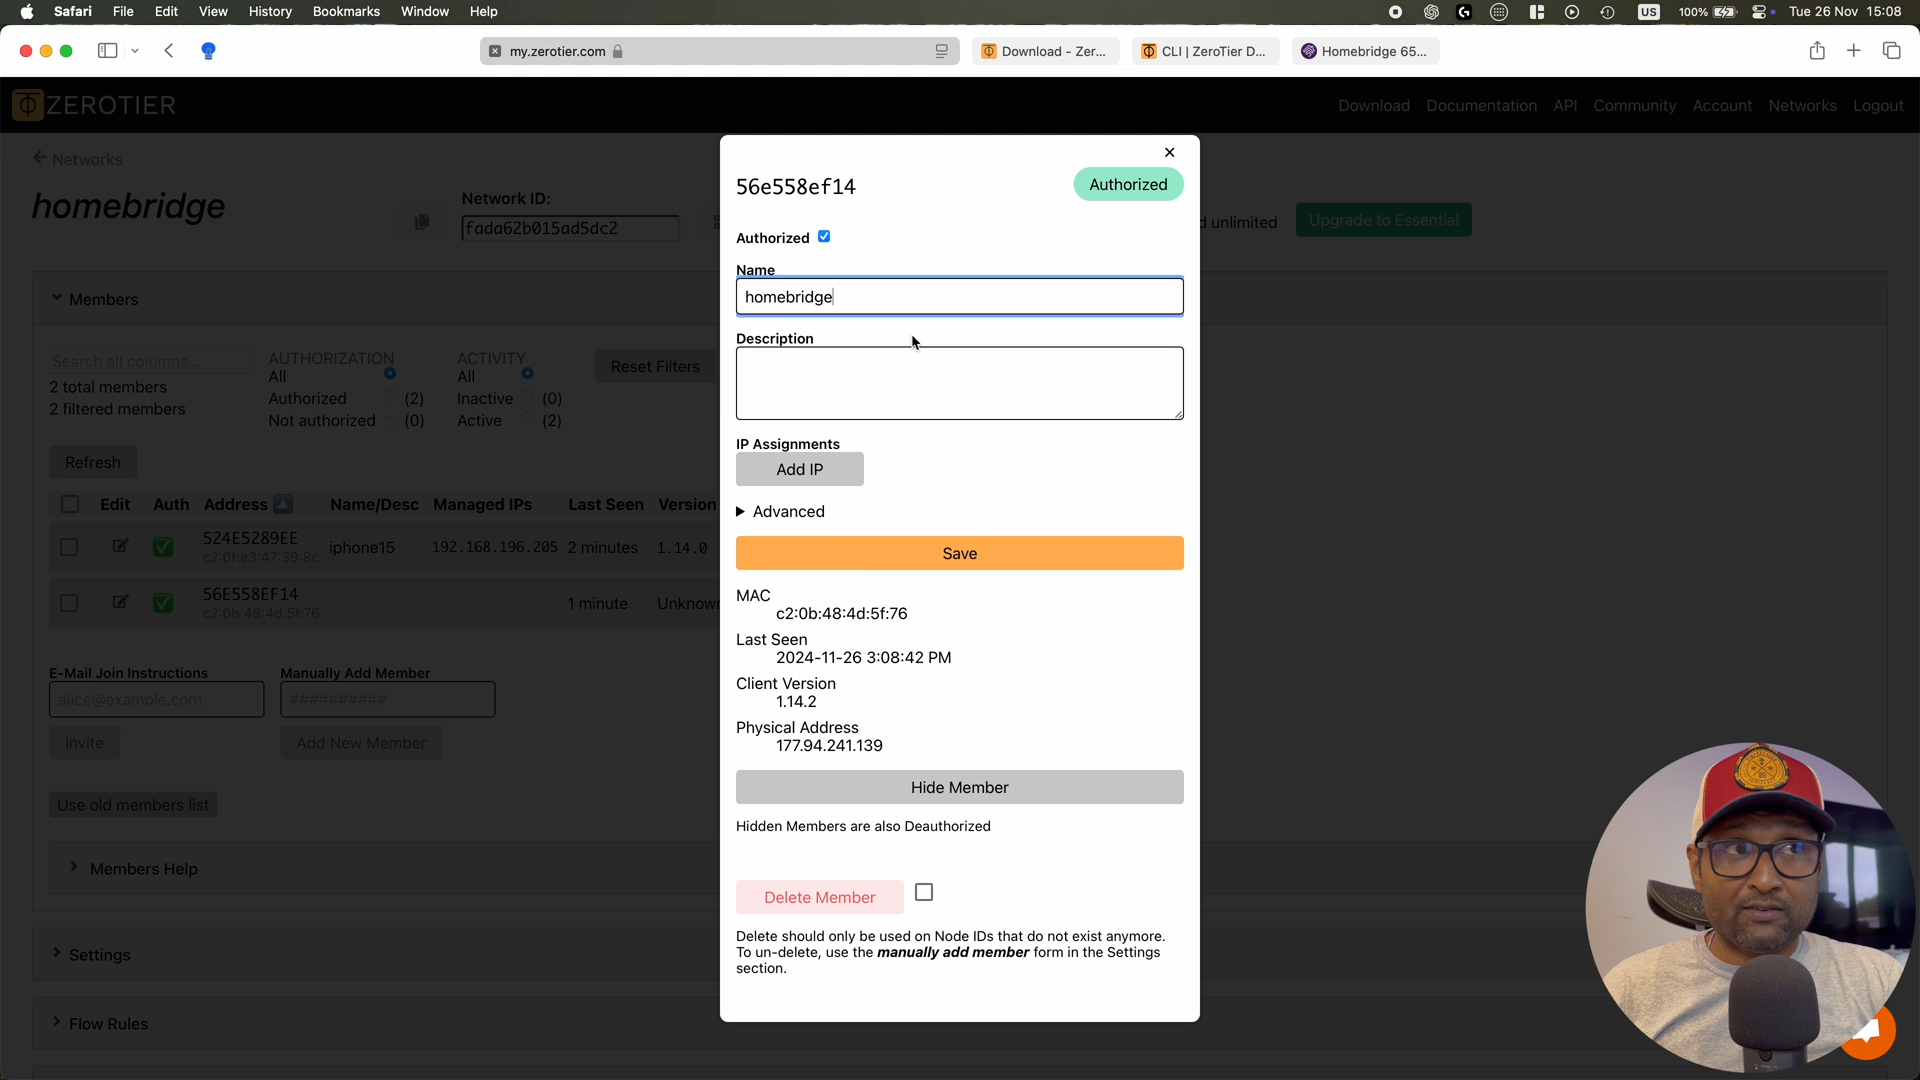 Safari File Edit View History Bookmarks Window Help
US 100% Tue 26 Nov 15:08
my.zerotier.com
Download - Zer...
CLI | ZeroTier D...
Homebridge 65...
ZEROTIER
Download Documentation API Community Account Networks Logout
Networks
homebridge
Network ID:
fada62b015ad5dc2
d unlimited
Upgrade to Essential
Members
Search all columns...
2 total members
2 filtered members
AUTHORIZATION
All
Authorized (2)
Not authorized (0)
ACTIVITY
All
Inactive (0)
Active (2)
Reset Filters
Refresh
Edit Auth Address Name/Desc Managed IPs Last Seen Version
524E5289EE iphone15 192.168.196.205 2 minutes 1.14.0
c2:0f:e3:47:39:8c
56E558EF14 1 minute Unknow
c2:0b:48:4d:5f:76
E-Mail Join Instructions
alice@example.com
Invite
Manually Add Member
##########
Add New Member
Use old members list
Members Help
Settings
Flow Rules
56e558ef14
Authorized
Authorized
Name
homebridge
Description
IP Assignments
Add IP
Advanced
Save
MAC
c2:0b:48:4d:5f:76
Last Seen
2024-11-26 3:08:42 PM
Client Version
1.14.2
Physical Address
177.94.241.139
Hide Member
Hidden Members are also Deauthorized
Delete Member
Delete should only be used on Node IDs that do not exist anymore.
To un-delete, use the manually add member form in the Settings
section.